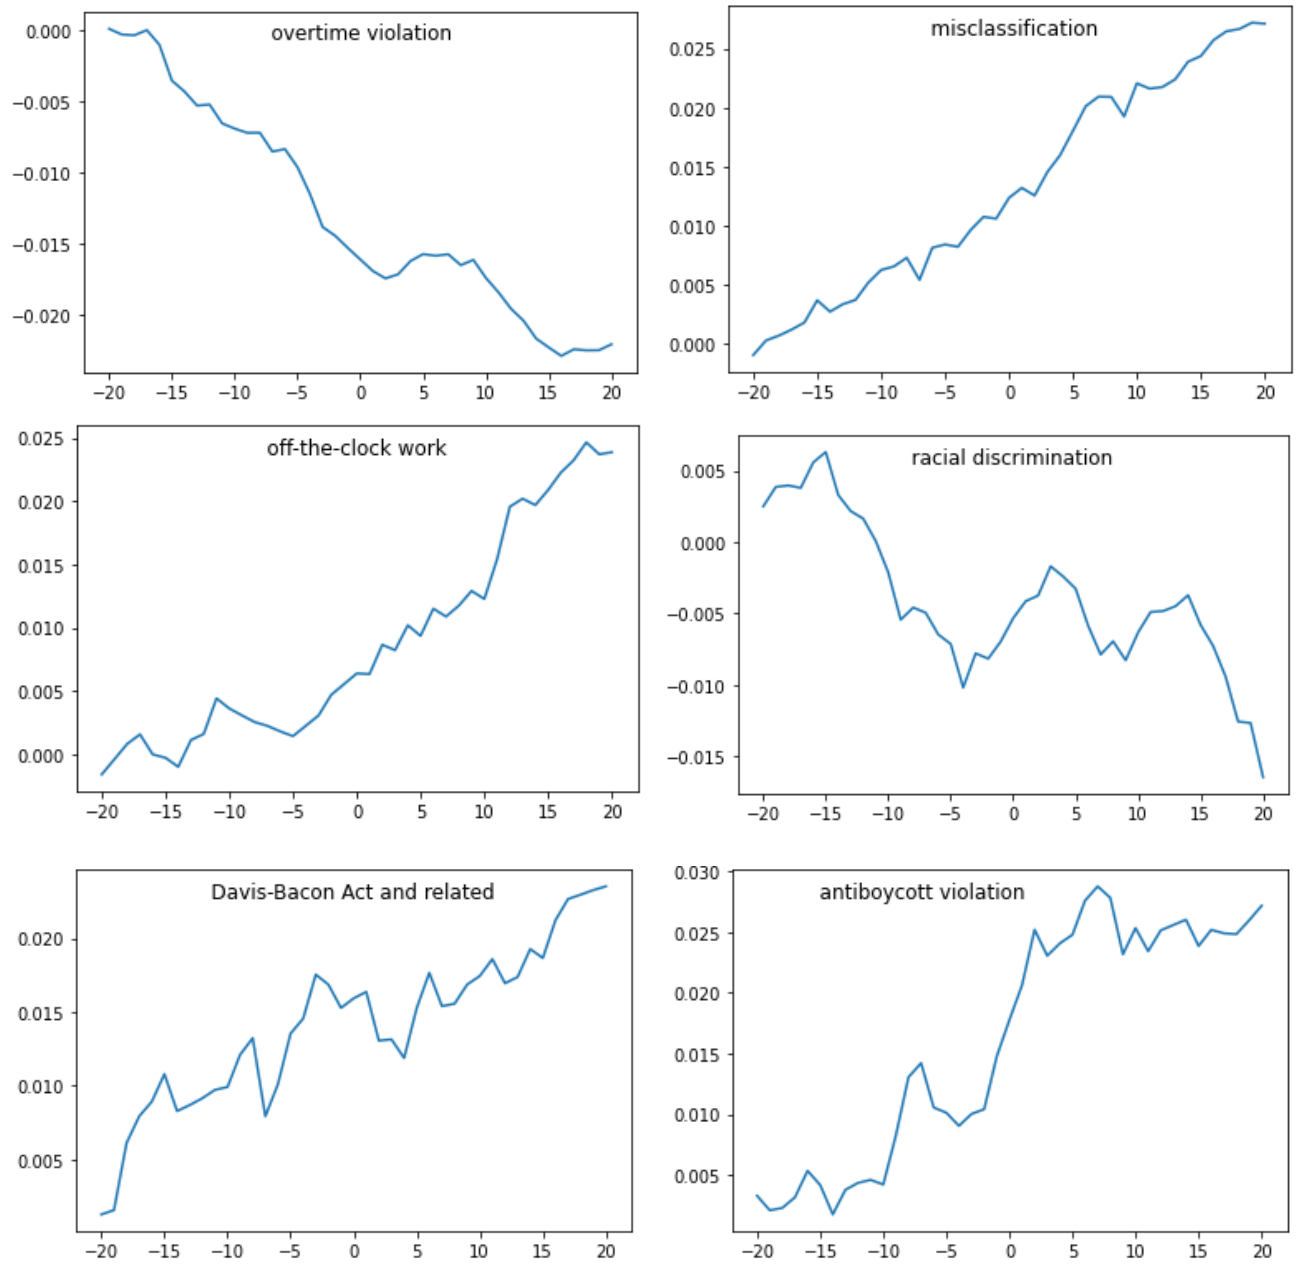 overtime violation
0.000
−0.005
−0.010
−0.015
−0.020
−20 −15 −10 −5 0 5 10 15 20
misclassification
0.025
0.020
0.015
0.010
0.005
0.000
−20 −15 −10 −5 0 5 10 15 20
off-the-clock work
0.025
0.020
0.015
0.010
0.005
0.000
−20 −15 −10 −5 0 5 10 15 20
racial discrimination
0.005
0.000
−0.005
−0.010
−0.015
−20 −15 −10 −5 0 5 10 15 20
Davis-Bacon Act and related
0.020
0.015
0.010
0.005
−20 −15 −10 −5 0 5 10 15 20
antiboycott violation
0.030
0.025
0.020
0.015
0.010
0.005
−20 −15 −10 −5 0 5 10 15 20